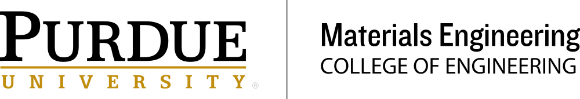 PURDUE
UNIVERSITY®
Materials Engineering
COLLEGE OF ENGINEERING